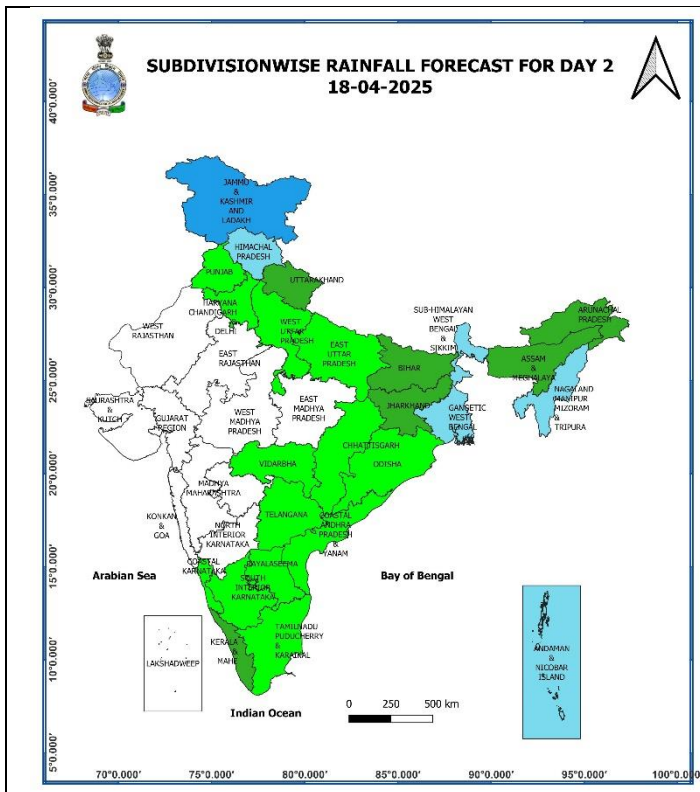 SUBDIVISIONWISE RAINFALL FORECAST FOR DAY 2
18-04-2025
40°0.000'
35°0.000'
30°0.000'
25°0.000'
20°0.000'
15°0.000'
10°0.000'
5°0.000'
JAMMU
&
KASHMIR
AND
LADAKH
HIMACHAL
PRADESH
PUNJAB
UTTARAKHAND
HARYANA
CHANDIGARH
&
DELHI
WEST
RAJASTHAN
WEST
UTTAR
PRADESH
EAST
UTTAR
PRADESH
EAST
RAJASTHAN
SUB-HIMALAYAN
WEST
BENGAL
&
SIKKIM
ARUNACHAL
PRADESH
ASSAM
&
MEGHALAYA
NAGALAND
MANIPUR
MIZORAM
&
TRIPURA
BIHAR
JHARKHAND
GANGETIC
WEST
BENGAL
SAURASHTRA
&
KUTCH
GUJARAT
REGION
WEST
MADHYA
PRADESH
EAST
MADHYA
PRADESH
CHHATTISGARH
ODISHA
VIDARBHA
MADHYA
MAHARASHTRA
TELANGANA
KONKAN
&
GOA
NORTH
INTERIOR
KARNATAKA
COASTAL
ANDHRA
PRADESH
&
YANAM
COASTAL
KARNATAKA
RAYALASEEMA
SOUTH
INTERIOR
KARNATAKA
Arabian Sea
Bay of Bengal
TAMILNADU
PUDUCHERRY
&
KARAIKAL
KERALA
&
MAHE
LAKSHADWEEP
ANDAMAN
&
NICOBAR
ISLAND
Indian Ocean
0 250 500 km
70°0.000' 75°0.000' 80°0.000' 85°0.000' 90°0.000' 95°0.000'